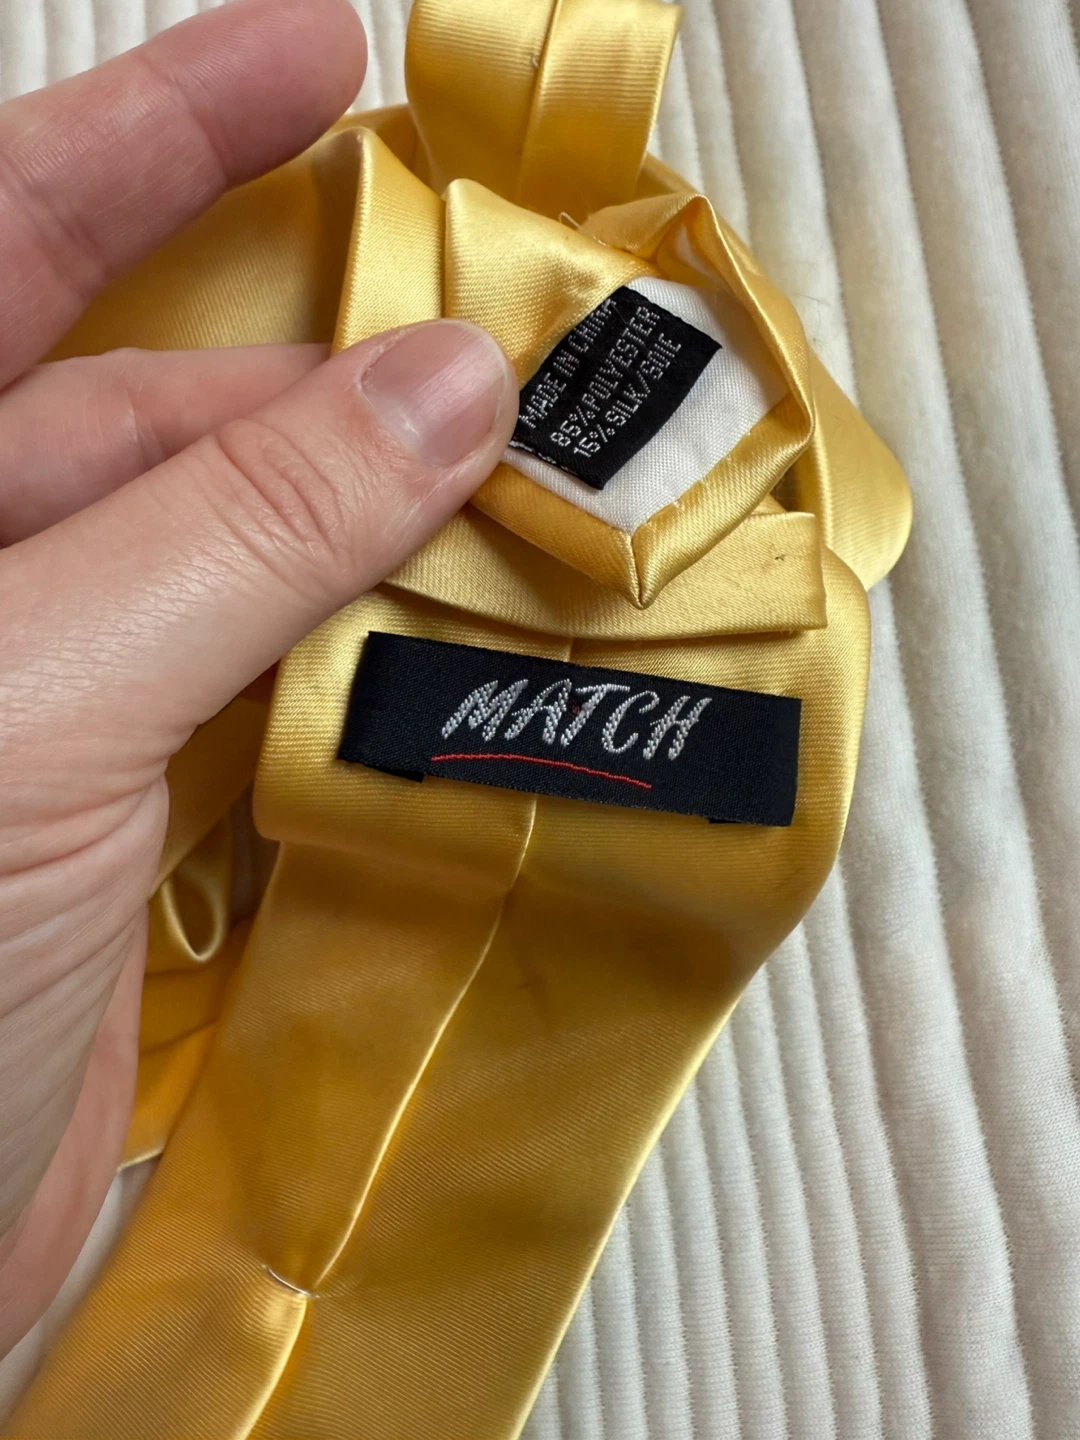 MADE IN CHINA
85%POLYESTER
15%SILK/SOIE
MATCH